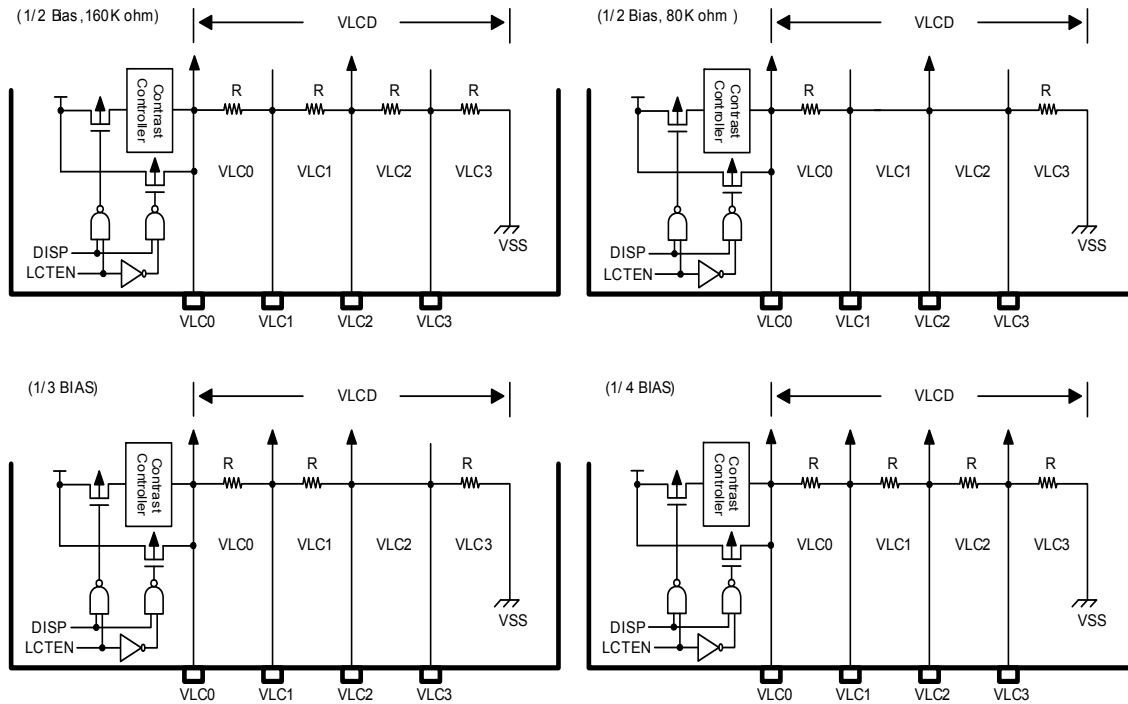 (1/2 Bias, 160K ohm)
VLCD
Contrast
Controller
R R R R
VLC0 VLC1 VLC2 VLC3
DISP
LCTEN
VSS
VLC0 VLC1 VLC2 VLC3
(1/2 Bias, 80K ohm )
VLCD
Contrast
Controller
R R
VLC0 VLC1 VLC2 VLC3
DISP
LCTEN
VSS
VLC0 VLC1 VLC2 VLC3
(1/3 BIAS)
VLCD
Contrast
Controller
R R R
VLC0 VLC1 VLC2 VLC3
DISP
LCTEN
VSS
VLC0 VLC1 VLC2 VLC3
(1/4 BIAS)
VLCD
Contrast
Controller
R R R R
VLC0 VLC1 VLC2 VLC3
DISP
LCTEN
VSS
VLC0 VLC1 VLC2 VLC3